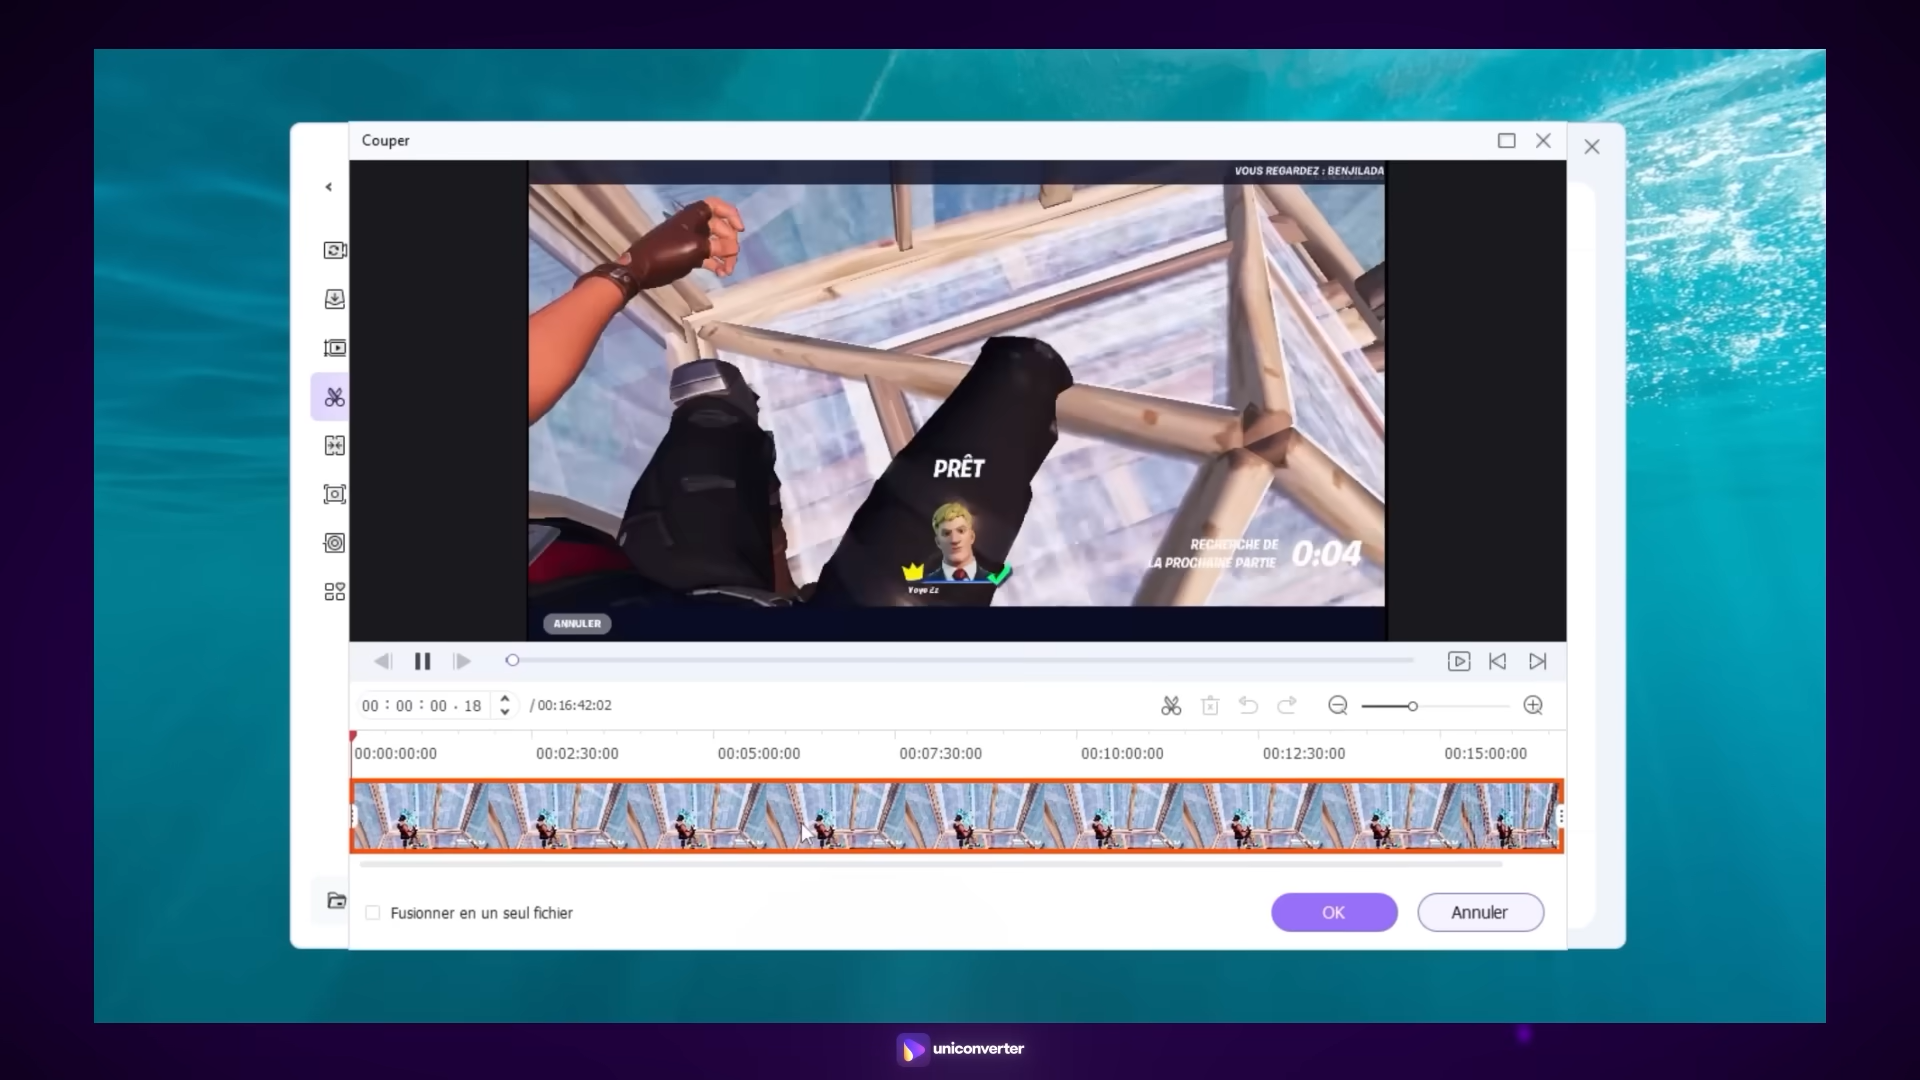 Couper
VOUS REGARDEZ : BENJILADA
PRÊT
RECHERCHE DE
LA PROCHAINE PARTIE
0:04
Yoyo Zz
ANNULER
00 : 00 : 00 . 18
/ 00:16:42:02
00:00:00:00
00:02:30:00
00:05:00:00
00:07:30:00
00:10:00:00
00:12:30:00
00:15:00:00
Fusionner en un seul fichier
OK
Annuler
uniconverter